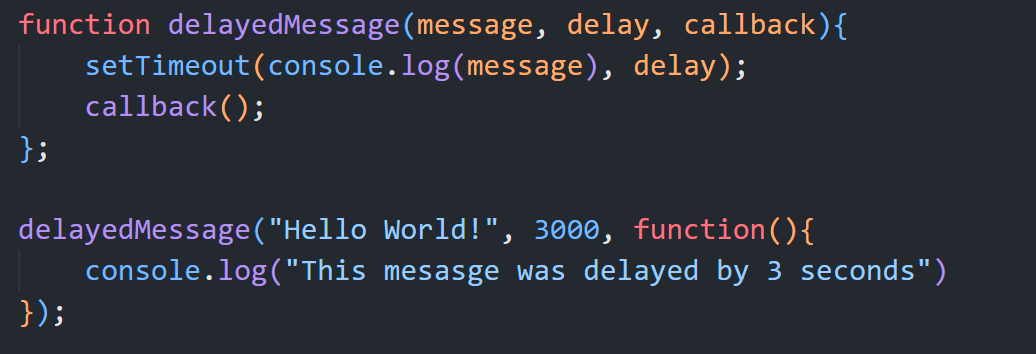 function delayedMessage(message, delay, callback){
    setTimeout(console.log(message), delay);
    callback();
};

delayedMessage("Hello World!", 3000, function(){
    console.log("This mesasge was delayed by 3 seconds")
});